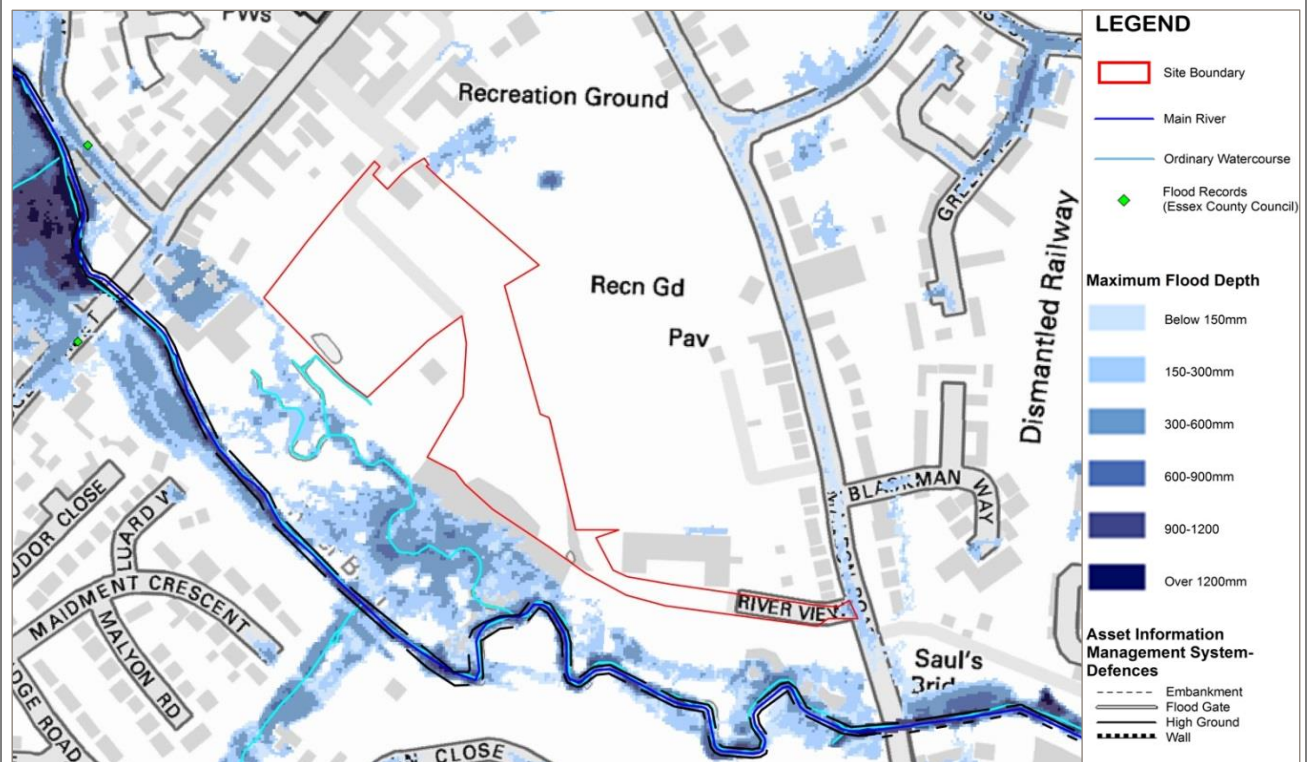 PWs
Recreation Ground
Recn Gd
Pav
Dismantled Railway
BLACKMAN WAY
RIVER VIEW
Saul's
LUARD W
MAIDMENT CRESCENT
MALYON RD
CLOSE
LEGEND
Site Boundary
Main River
Ordinary Watercourse
Flood Records
(Essex County Council)
Maximum Flood Depth
Below 150mm
150-300mm
300-600mm
600-900mm
900-1200
Over 1200mm
Asset Information
Management System-
Defences
Embankment
Flood Gate
High Ground
Wall